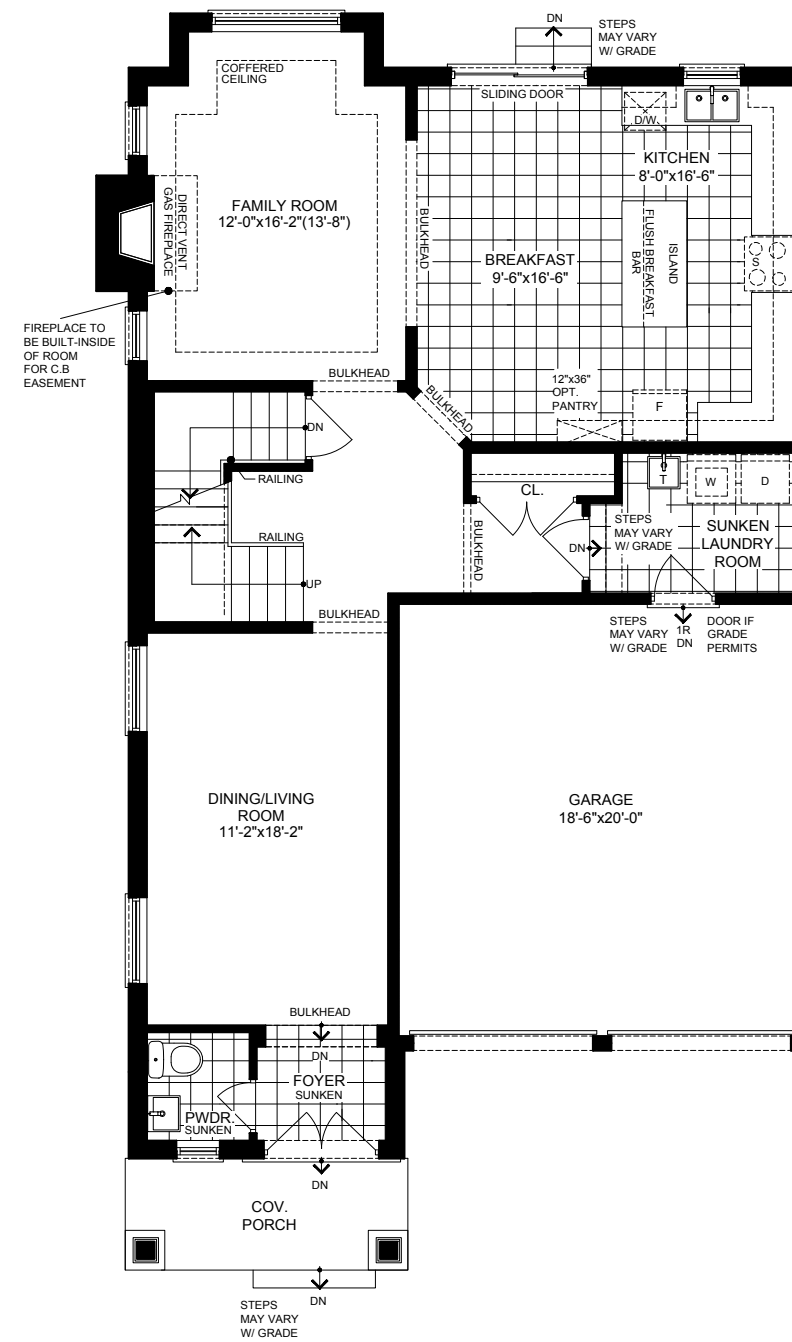 DN
STEPS
MAY VARY
W/ GRADE
COFFERED
CEILING
SLIDING DOOR
D/W
KITCHEN
8'-0"x16'-6"
FAMILY ROOM
12'-0"x16'-2"(13'-8")
DIRECT VENT
GAS FIREPLACE
BULKHEAD
BREAKFAST
9'-6"x16'-6"
ISLAND
FLUSH BREAKFAST
BAR
S
FIREPLACE TO
BE BUILT-INSIDE
OF ROOM
FOR C.B
EASEMENT
BULKHEAD
BULKHEAD
12"x36"
OPT.
PANTRY
F
DN
RAILING
CL.
T
W
D
RAILING
BULKHEAD
DN
STEPS
MAY VARY
W/ GRADE
SUNKEN
LAUNDRY
ROOM
UP
BULKHEAD
STEPS
MAY VARY
W/ GRADE
1R
DN
DOOR IF
GRADE
PERMITS
DINING/LIVING
ROOM
11'-2"x18'-2"
GARAGE
18'-6"x20'-0"
BULKHEAD
DN
FOYER
SUNKEN
PWDR.
SUNKEN
DN
COV.
PORCH
DN
STEPS
MAY VARY
W/ GRADE